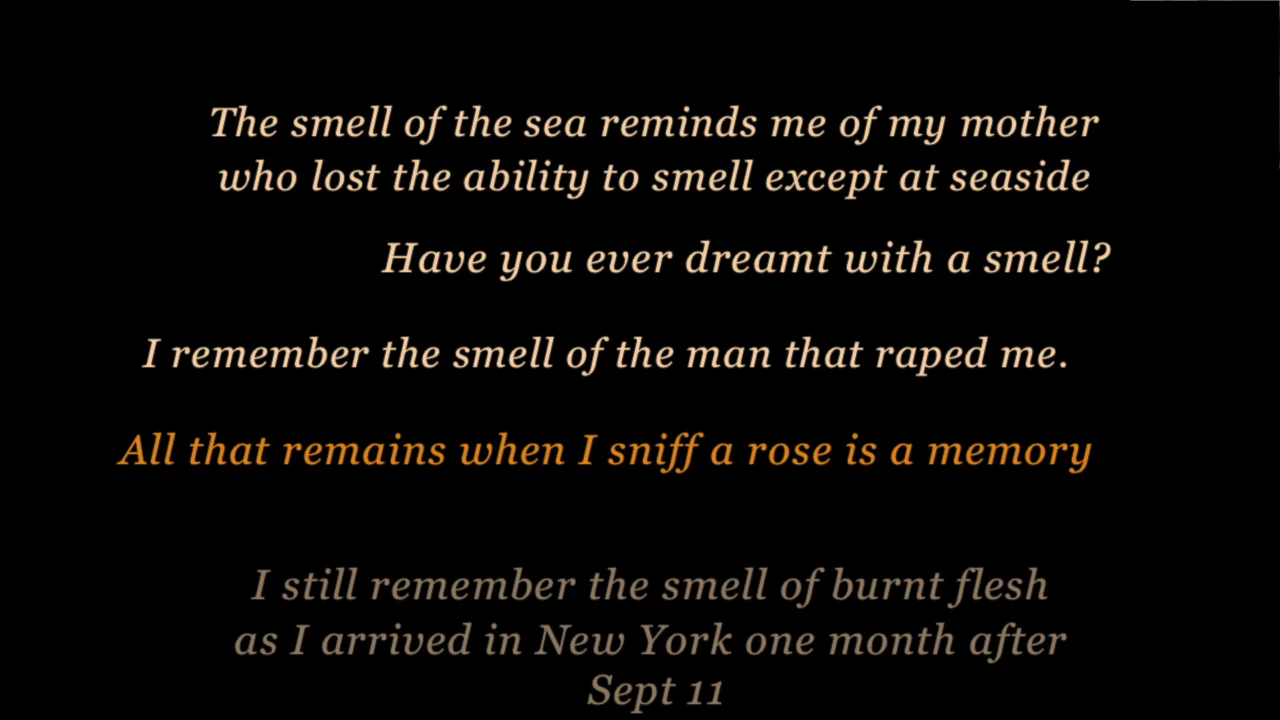 The smell of the sea reminds me of my mother
who lost the ability to smell except at seaside
Have you ever dreamt with a smell?
I remember the smell of the man that raped me.
All that remains when I sniff a rose is a memory
I still remember the smell of burnt flesh
as I arrived in New York one month after
Sept 11